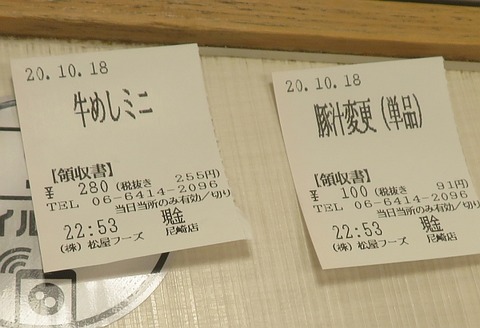 20.10.18
牛めしミニ
【領収書】
¥ 280 (税抜き 255円)
TEL 06-6414-2096
当日当所のみ有効/切り
22:53 現金
(株) 松屋フーズ 尼崎店
20.10.18
豚汁変更(単品)
【領収書】
¥ 100 (税抜き 91円)
TEL 06-6414-2096
当日当所のみ有効/切り
22:53 現金
(株) 松屋フーズ 尼崎店
イル